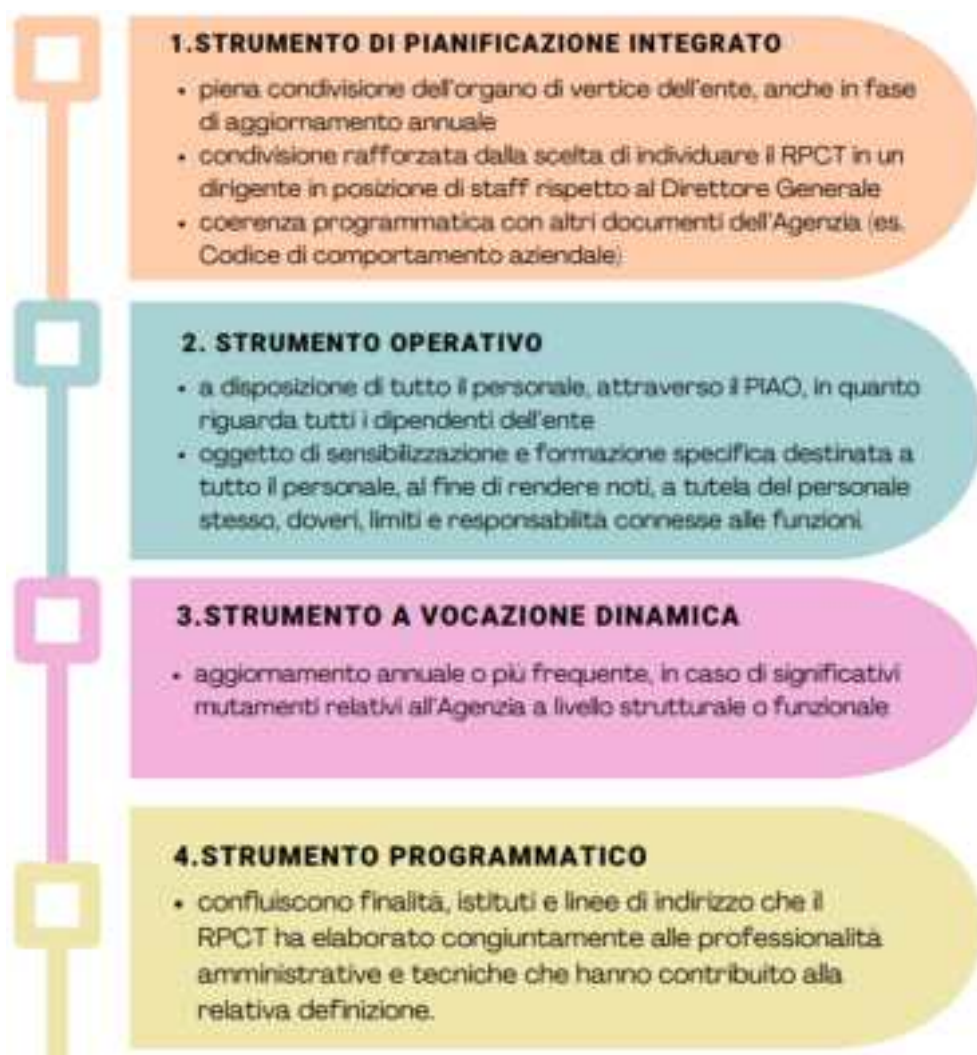 1.STRUMENTO DI PIANIFICAZIONE INTEGRATO
• piena condivisione dell'organo di vertice dell'ente, anche in fase
di aggiornamento annuale
• condivisione rafforzata dalla scelta di individuare il RPCT in un
dirigente in posizione di staff rispetto al Direttore Generale
• coerenza programmatica con altri documenti dell'Agenzia (es.
Codice di comportamento aziendale)
2. STRUMENTO OPERATIVO
• a disposizione di tutto il personale, attraverso il PIAO, in quanto
riguarda tutti i dipendenti dell'ente
• oggetto di sensibilizzazione e formazione specifica destinata a
tutto il personale, al fine di rendere noti, a tutela del personale
stesso, doveri, limiti e responsabilità connesse alle funzioni.
3.STRUMENTO A VOCAZIONE DINAMICA
• aggiornamento annuale o più frequente, in caso di significativi
mutamenti relativi all'Agenzia a livello strutturale o funzionale
4.STRUMENTO PROGRAMMATICO
• confluiscono finalità, istituti e linee di indirizzo che il
RPCT ha elaborato congiuntamente alle professionalità
amministrative e tecniche che hanno contribuito alla
relativa definizione.